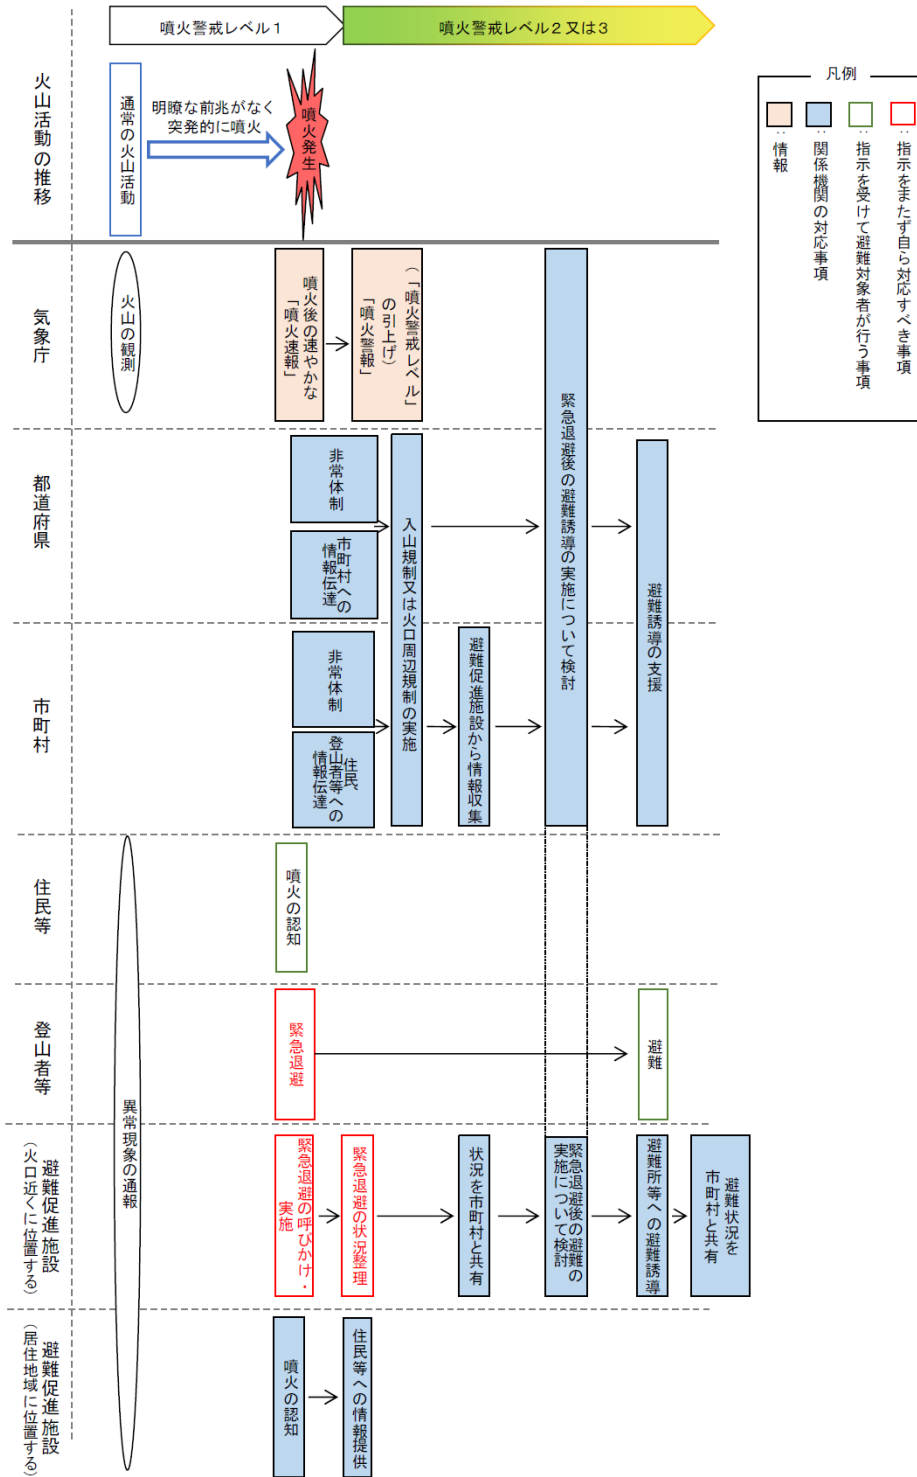 噴火警戒レベル１
噴火警戒レベル２又は３
火山活動の推移
通常の火山活動
明瞭な前兆がなく
突発的に噴火
噴火発生
凡例
：情報
：関係機関の対応事項
：指示を受けて避難対象者が行う事項
：指示をまたず自ら対応すべき事項
気象庁
火山の観測
噴火後の速やかな
「噴火速報」
（「噴火警戒レベル」
の引上げ）
「噴火警報」
緊急退避後の避難誘導の実施について検討
都道府県
非常体制
市町村への
情報伝達
入山規制又は火口周辺規制の実施
避難誘導の支援
市町村
非常体制
住民、
登山者等への
情報伝達
避難促進施設から情報収集
住民等
噴火の認知
異常現象の通報
登山者等
緊急退避
避難
避難促進施設
（火口近くに位置する）
緊急退避の呼びかけ・
実施
緊急退避の状況整理
状況を市町村と共有
緊急退避後の避難の
実施について検討
避難所等への避難誘導
避難状況を
市町村と共有
避難促進施設
（居住地域に位置する）
噴火の認知
住民等への情報提供